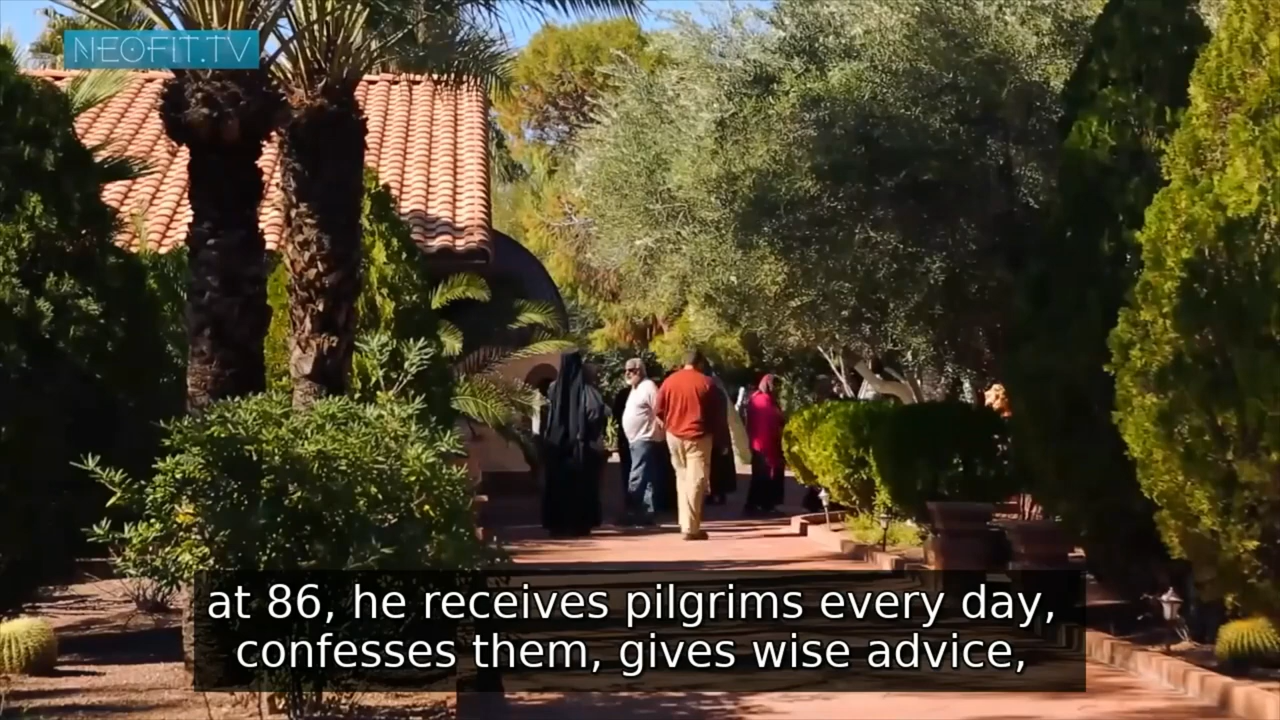 NEOFIT.TV
at 86, he receives pilgrims every day,
confesses them, gives wise advice,